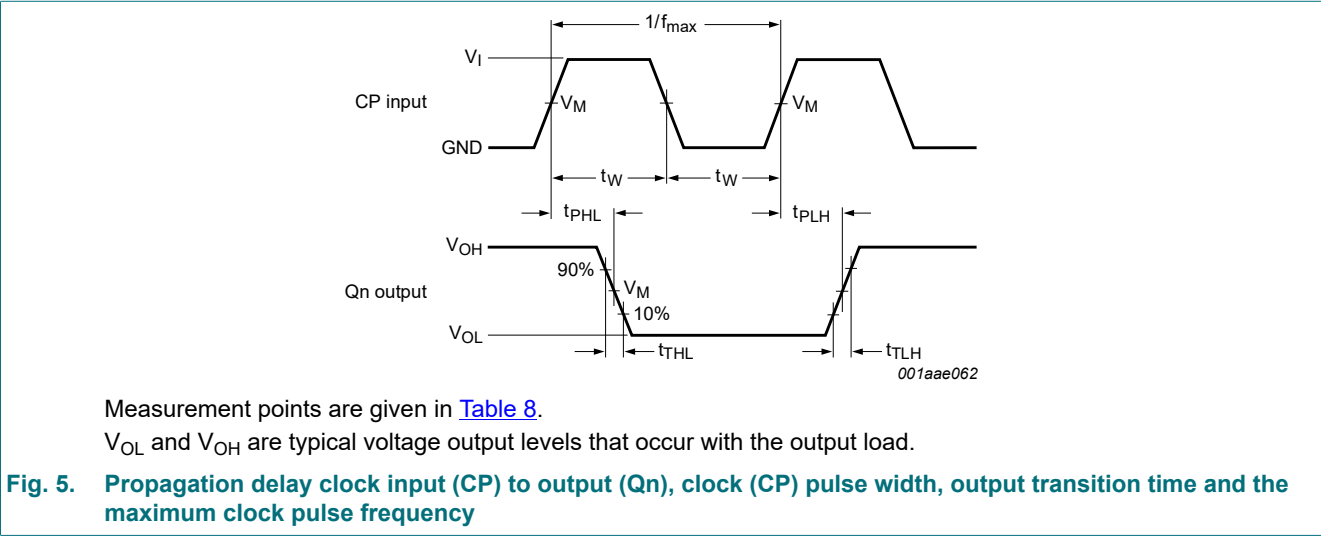 1/fmax
VI
CP input
VM
VM
GND
tW
tW
tPHL
tPLH
VOH
90%
Qn output
VM
10%
VOL
tTHL
tTLH
001aae062
Measurement points are given in Table 8.
VOL and VOH are typical voltage output levels that occur with the output load.
Fig. 5. Propagation delay clock input (CP) to output (Qn), clock (CP) pulse width, output transition time and the
maximum clock pulse frequency